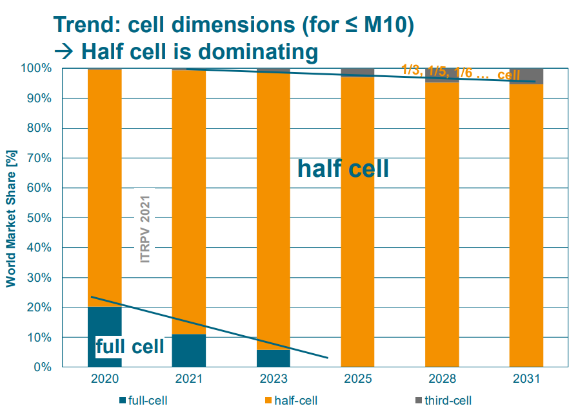 Trend: cell dimensions (for ≤ M10)
→ Half cell is dominating
World Market Share [%]
100%
90%
80%
70%
60%
50%
40%
30%
20%
10%
0%
1/3, 1/5, 1/6 ... cell
half cell
ITRPV 2021
full cell
2020 2021 2023 2025 2028 2031
full-cell half-cell third-cell